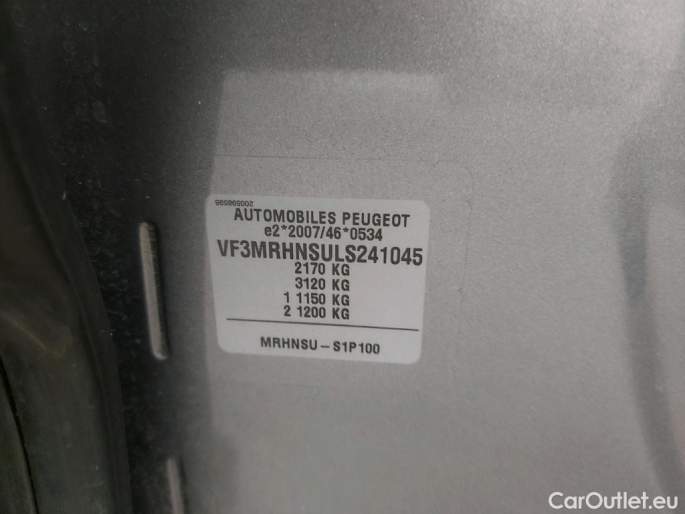 200598595
AUTOMOBILES PEUGEOT
e2*2007/46*0534
VF3MRHNSULS241045
2170 KG
3120 KG
1 1150 KG
2 1200 KG
MRHNSU-S1P100
CarOutlet.eu